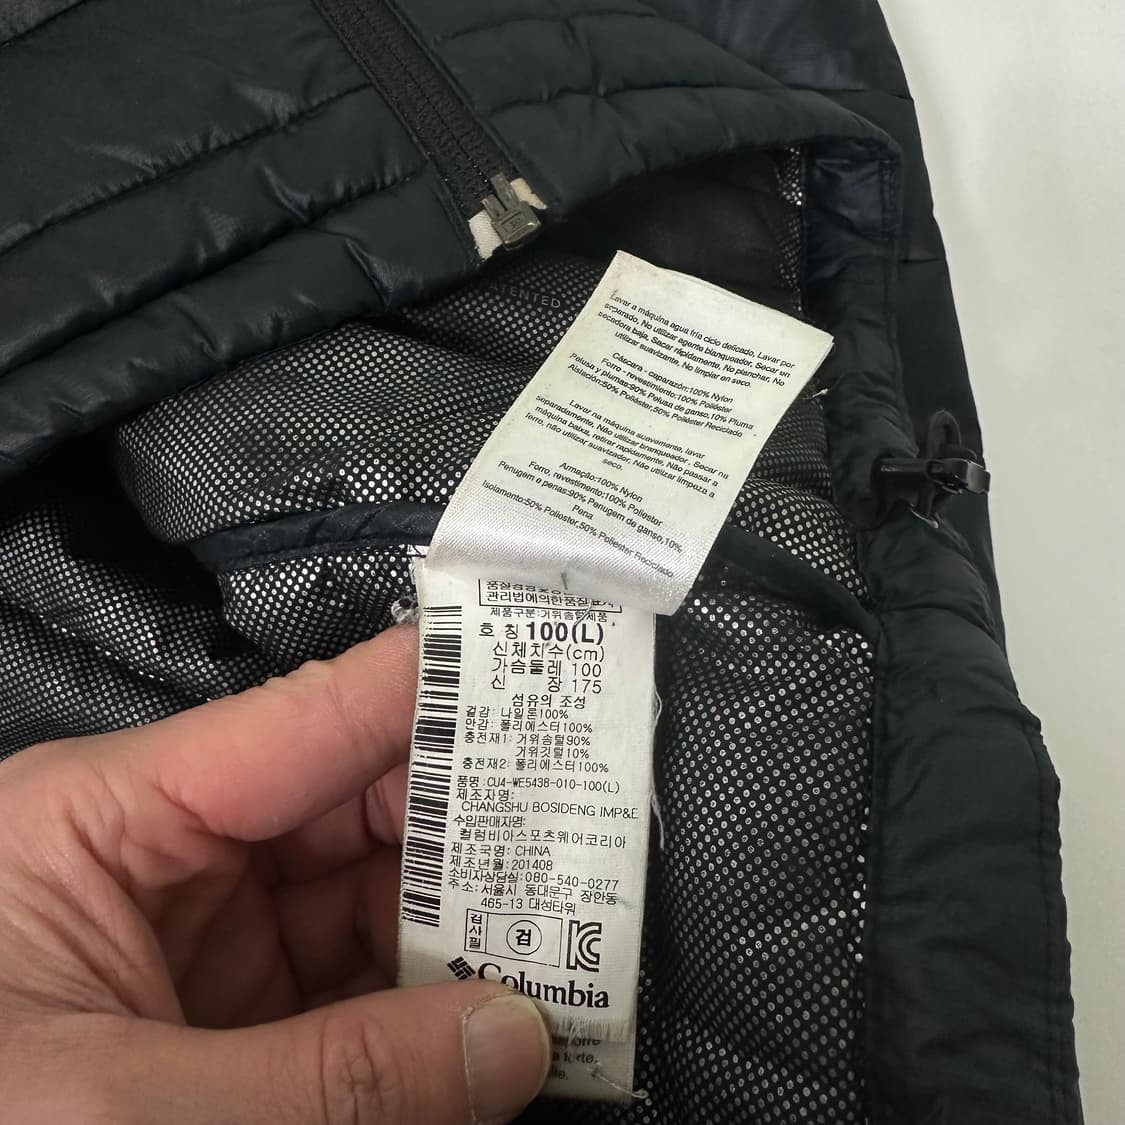 ENTED
Lavar a máquina agua fría ciclo delicado, Lavar por
separado, No utilizar agente blanqueador, Secar en
secadora baja, Sacar rápidamente, No planchar, No
utilizar suavizante, No limpiar en seco.
Cáscara - caparazón:100% Nylon
Forro - revestimiento:100% Poliéster
Pelusa y plumas:90% Pelusa de ganso,10% Pluma
Aislación:50% Poliéster,50% Poliéster Reciclado
Lavar na máquina suavemente, lavar
separadamente, Não utilizar branqueador, Secar na
máquina baixa, retirar rapidamente, Não passar a
ferro, não utilizar suavizador, Não utilizar limpeza a
seco.
Armação:100% Nylon
Forro, revestimento:100% Poliester
Penugem e penas:90% Penugem de ganso,10%
Pena
Isolamento:50% Poliester,50% Poliester Reciclado
관리법에의한품질표시
제품구분:거위솜털제품
호 칭 100(L)
신체치수(cm)
가슴둘레 100
신 장 175
섬유의 조성
겉감: 나일론100%
안감: 폴리에스터100%
충전재1: 거위솜털90%
거위깃털10%
충전재2: 폴리에스터100%
품명:CU4-WE5438-010-100(L)
제조자명:
CHANGSHU BOSIDENG IMP&E
수입판매자명:
컬럼비아스포츠웨어코리아
제조국명: CHINA
제조년월:201408
소비자상담실:080-540-0277
주소:서울시 동대문구 장안동
465-13 대성타워
검사필 검 KC
Columbia